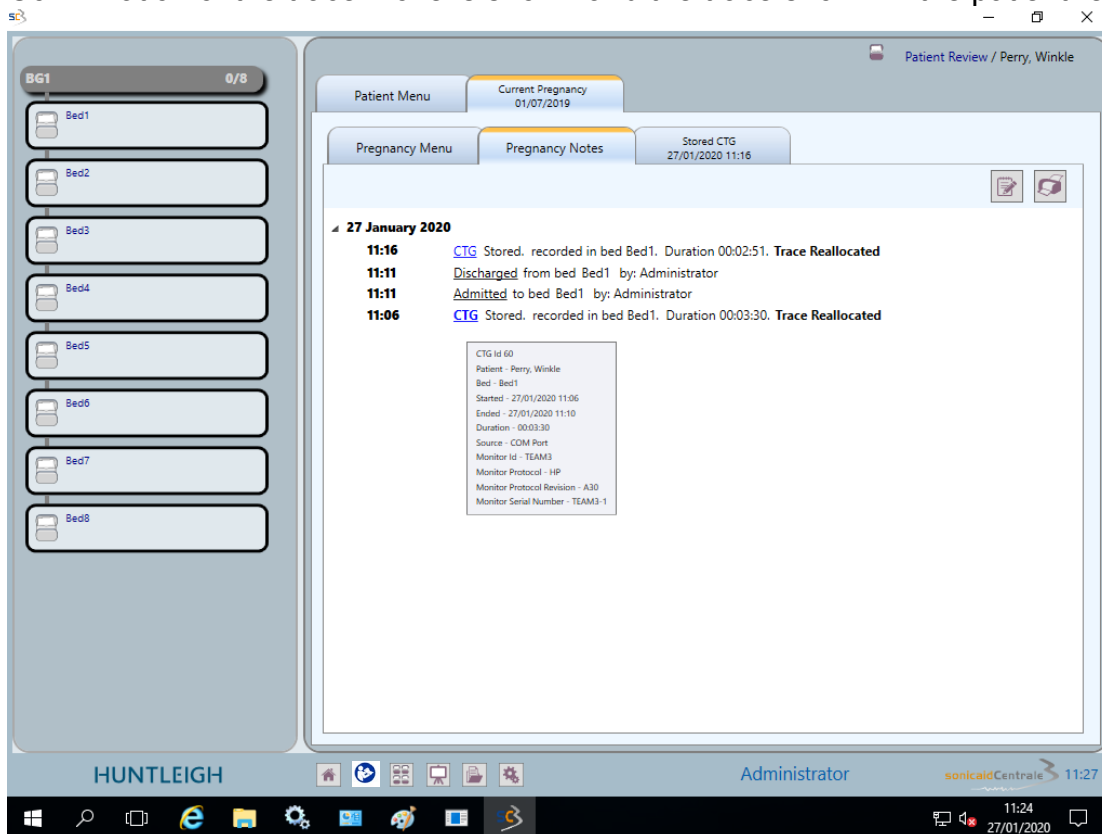 BG1 0/8
Bed1
Bed2
Bed3
Bed4
Bed5
Bed6
Bed7
Bed8
Patient Review / Perry, Winkle
Patient Menu
Current Pregnancy
01/07/2019
Pregnancy Menu
Pregnancy Notes
Stored CTG
27/01/2020 11:16
27 January 2020
11:16 CTG Stored. recorded in bed Bed1. Duration 00:02:51. Trace Reallocated
11:11 Discharged from bed Bed1 by: Administrator
11:11 Admitted to bed Bed1 by: Administrator
11:06 CTG Stored. recorded in bed Bed1. Duration 00:03:30. Trace Reallocated
CTG Id 60
Patient - Perry, Winkle
Bed - Bed1
Started - 27/01/2020 11:06
Ended - 27/01/2020 11:10
Duration - 00:03:30
Source - COM Port
Monitor Id - TEAM3
Monitor Protocol - HP
Monitor Protocol Revision - A30
Monitor Serial Number - TEAM3-1
HUNTLEIGH
Administrator
sonicaidCentrale3 11:27
11:24
27/01/2020